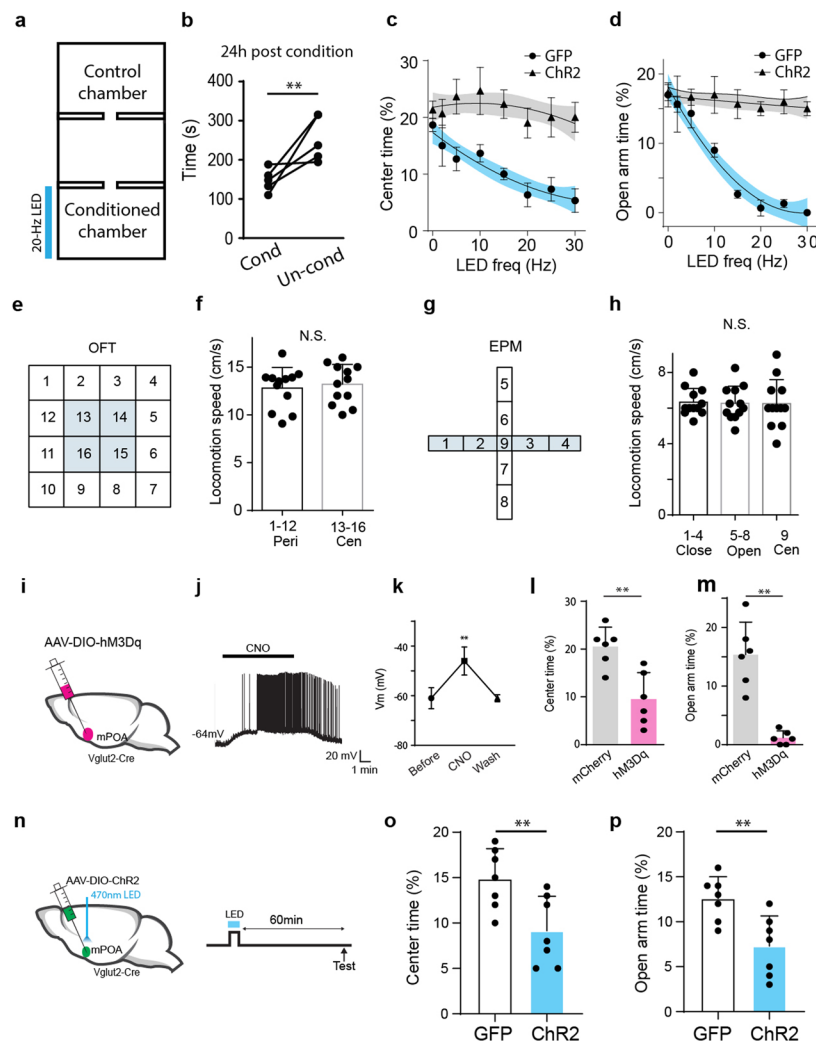 a
Control
chamber
20-Hz LED
Conditioned
chamber
b
24h post condition
**
Time (s)
400
300
200
100
0
Cond
Un-cond
c
GFP
ChR2
Center time (%)
30
20
10
0
0
10
20
30
LED freq (Hz)
d
GFP
ChR2
Open arm time (%)
20
10
0
0
10
20
30
LED freq (Hz)
e
OFT
1 2 3 4
12 13 14 5
11 16 15 6
10 9 8 7
f
N.S.
Locomotion speed (cm/s)
15
10
5
0
1-12
Peri
13-16
Cen
g
EPM
5
6
1 2 9 3 4
7
8
h
N.S.
Locomotion speed (cm/s)
8
6
4
2
0
1-4
Close
5-8
Open
9
Cen
i
AAV-DIO-hM3Dq
mPOA
Vglut2-Cre
j
CNO
-64mV
20 mV
1 min
k
**
Vm (mV)
-20
-40
-60
-80
Before
CNO
Wash
l
**
Center time (%)
30
20
10
0
mCherry
hM3Dq
m
**
Open arm time (%)
20
10
0
mCherry
hM3Dq
n
AAV-DIO-ChR2
470nm LED
mPOA
Vglut2-Cre
LED
60min
Test
o
**
Center time (%)
20
15
10
5
0
GFP
ChR2
p
**
Open arm time (%)
20
15
10
5
0
GFP
ChR2